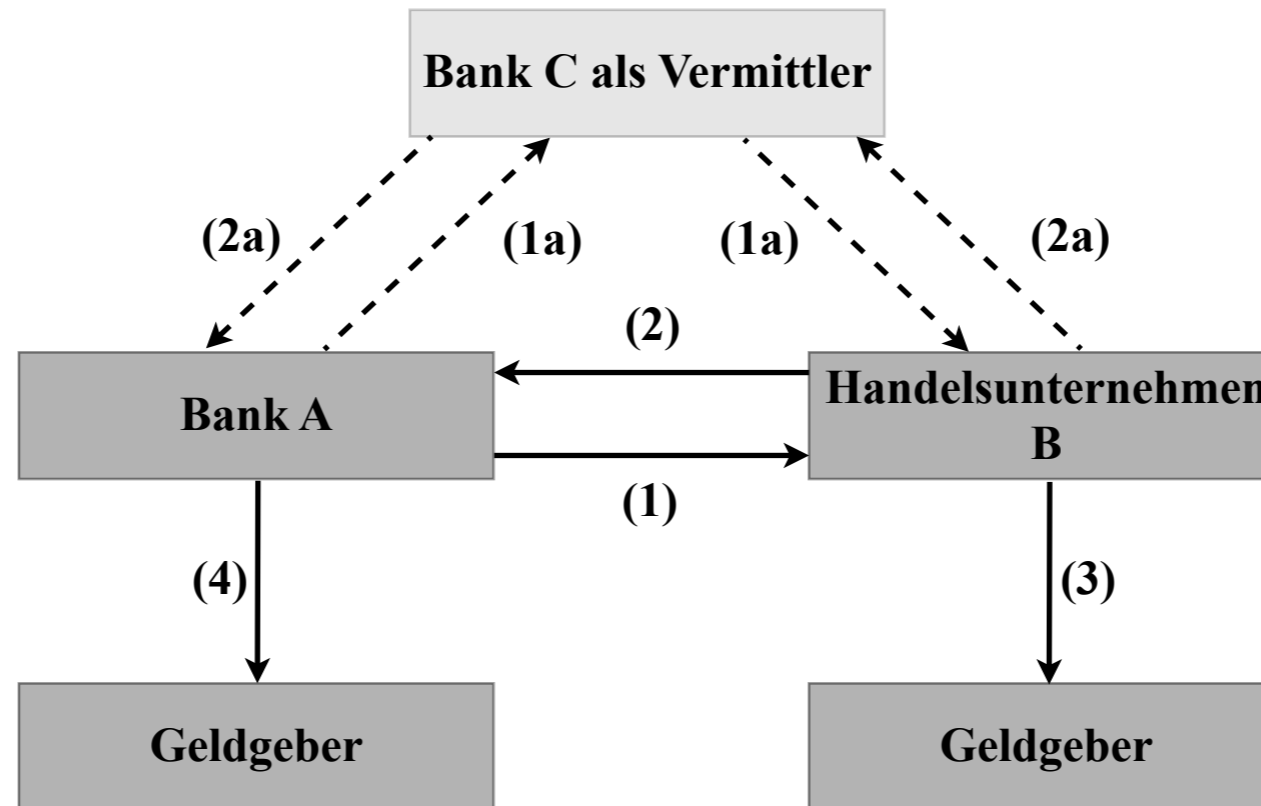 Bank C als Vermittler
(2a)
(1a)
(1a)
(2a)
(2)
Bank A
Handelsunternehmen
B
(1)
(4)
(3)
Geldgeber
Geldgeber